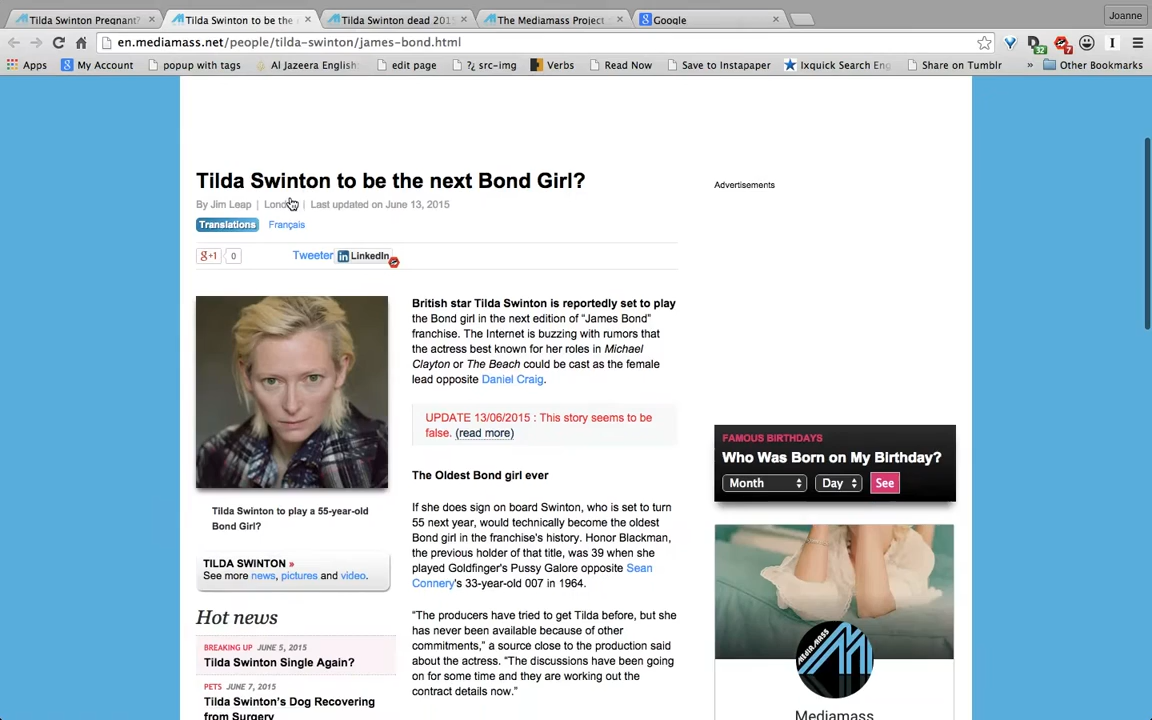 Tilda Swinton Pregnant?
Tilda Swinton to be the
Tilda Swinton dead 2015
The Mediamass Project
Google
Joanne
en.mediamass.net/people/tilda-swinton/james-bond.html
32
7
Apps
My Account
popup with tags
Al Jazeera English
edit page
?¿ src-img
Verbs
Read Now
Save to Instapaper
Ixquick Search Eng
Share on Tumblr
»
Other Bookmarks
Tilda Swinton to be the next Bond Girl?
Advertisements
By Jim Leap | London | Last updated on June 13, 2015
Translations Français
g+1 0 Tweeter in LinkedIn
British star Tilda Swinton is reportedly set to play
the Bond girl in the next edition of “James Bond”
franchise. The Internet is buzzing with rumors that
the actress best known for her roles in Michael
Clayton or The Beach could be cast as the female
lead opposite Daniel Craig.
UPDATE 13/06/2015 : This story seems to be
false. (read more)
The Oldest Bond girl ever
If she does sign on board Swinton, who is set to turn
55 next year, would technically become the oldest
Bond girl in the franchise's history. Honor Blackman,
the previous holder of that title, was 39 when she
played Goldfinger's Pussy Galore opposite Sean
Connery's 33-year-old 007 in 1964.
“The producers have tried to get Tilda before, but she
has never been available because of other
commitments,” a source close to the production said
about the actress. “The discussions have been going
on for some time and they are working out the
contract details now.”
Tilda Swinton to play a 55-year-old
Bond Girl?
TILDA SWINTON »
See more news, pictures and video.
Hot news
BREAKING UP JUNE 5, 2015
Tilda Swinton Single Again?
PETS JUNE 7, 2015
Tilda Swinton's Dog Recovering
from Surgery
FAMOUS BIRTHDAYS
Who Was Born on My Birthday?
Month Day See
MEDIAMASS
Mediamass